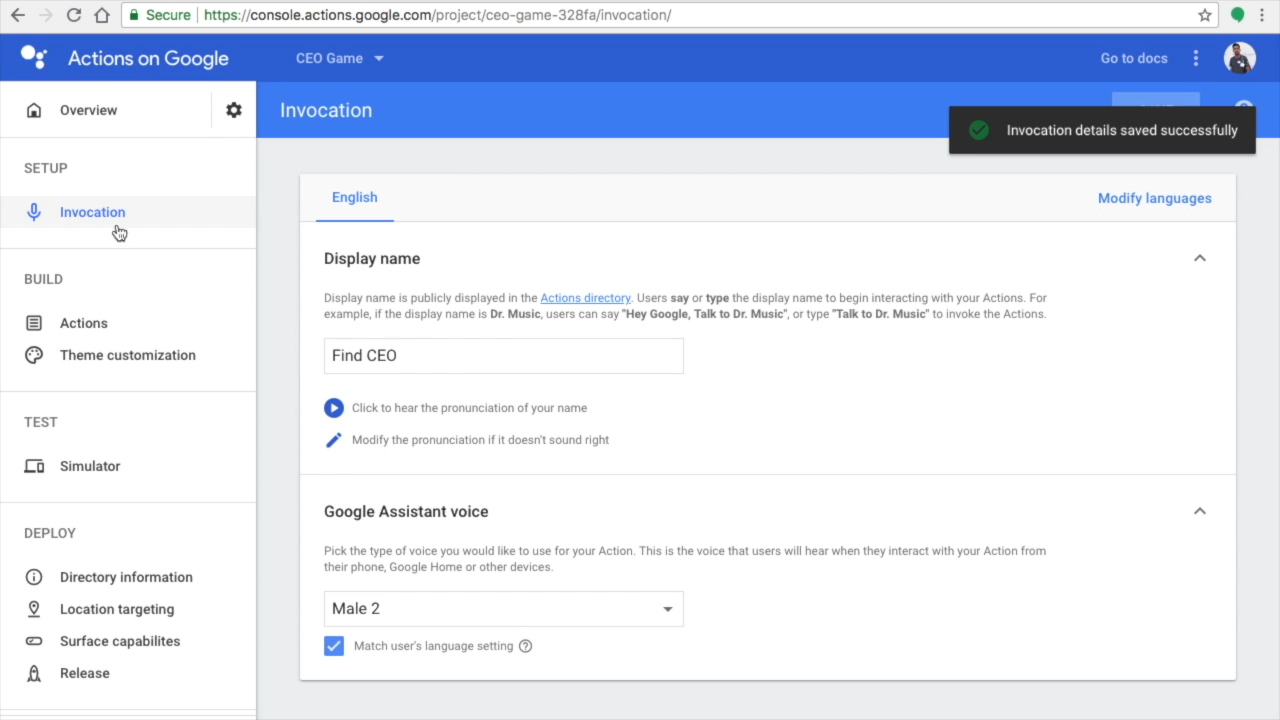 Secure https://console.actions.google.com/project/ceo-game-328fa/invocation/
Actions on Google
CEO Game
Go to docs
Overview
Invocation
Invocation details saved successfully
SETUP
Invocation
BUILD
Actions
Theme customization
TEST
Simulator
DEPLOY
Directory information
Location targeting
Surface capabilites
Release
English
Modify languages
Display name
Display name is publicly displayed in the Actions directory. Users say or type the display name to begin interacting with your Actions. For
example, if the display name is Dr. Music, users can say "Hey Google, Talk to Dr. Music", or type "Talk to Dr. Music" to invoke the Actions.
Find CEO
Click to hear the pronunciation of your name
Modify the pronunciation if it doesn't sound right
Google Assistant voice
Pick the type of voice you would like to use for your Action. This is the voice that users will hear when they interact with your Action from
their phone, Google Home or other devices.
Male 2
Match user's language setting